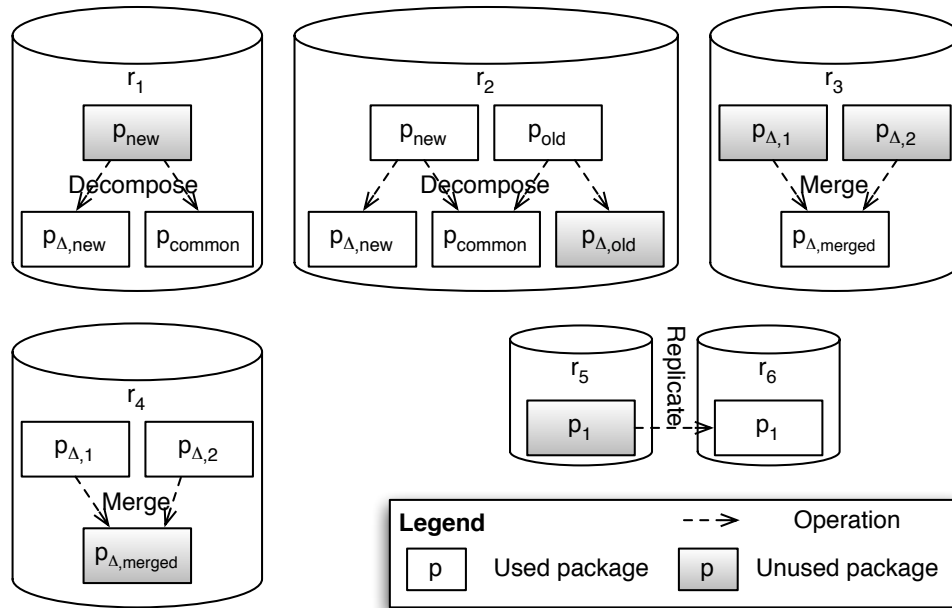 r1
pnew
Decompose
pΔ,new pcommon
r2
pnew pold
Decompose
pΔ,new pcommon pΔ,old
r3
pΔ,1 pΔ,2
Merge
pΔ,merged
r4
pΔ,1 pΔ,2
Merge
pΔ,merged
r5
p1
Replicate
r6
p1
Legend
Operation
p Used package
p Unused package